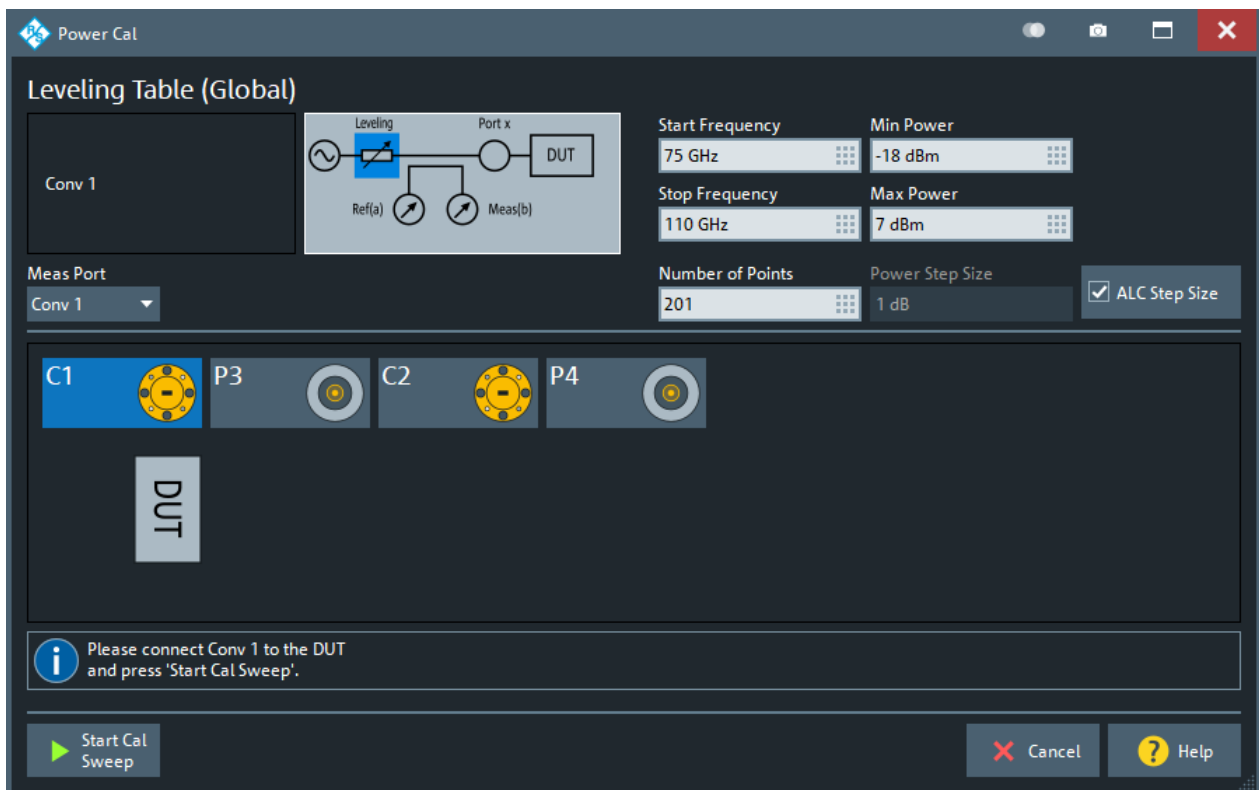 Power Cal
Leveling Table (Global)
Conv 1
Leveling
Port x
DUT
Ref(a)
Meas(b)
Start Frequency
Min Power
75 GHz
-18 dBm
Stop Frequency
Max Power
110 GHz
7 dBm
Meas Port
Number of Points
Power Step Size
Conv 1
201
1 dB
ALC Step Size
C1
P3
C2
P4
DUT
Please connect Conv 1 to the DUT
and press 'Start Cal Sweep'.
Start Cal
Sweep
Cancel
Help